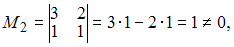 M₂ = |3 2; 1 1| = 3·1 − 2·1 = 1 ≠ 0,